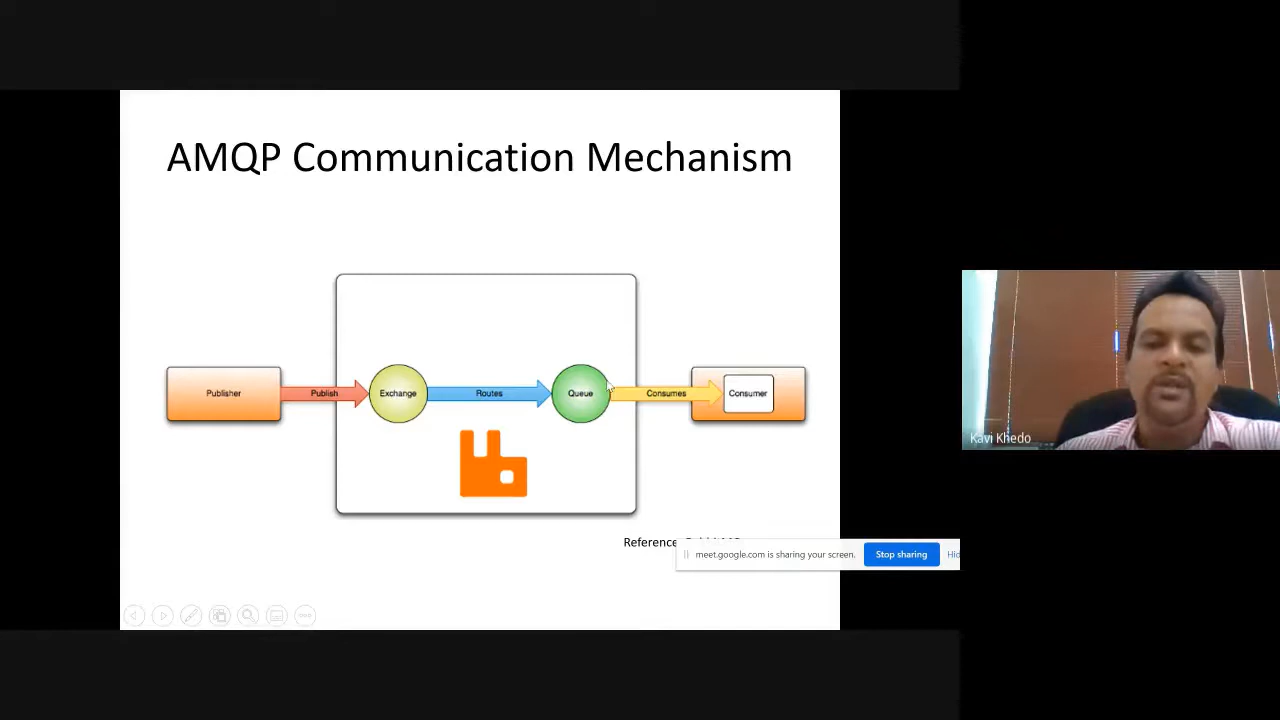 AMQP Communication Mechanism
Publisher
Publish
Exchange
Routes
Queue
Consumes
Consumer
Reference
meet.google.com is sharing your screen.
Stop sharing
Hid
Kavi Khedo